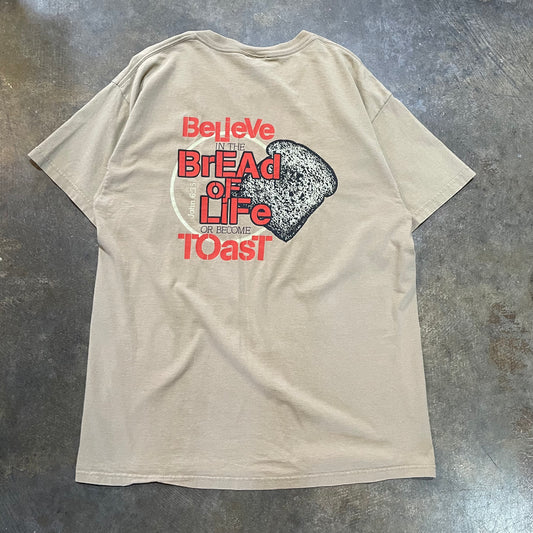 BeLIeVe
IN THE
BrEAd
OF
LIFe
OR BECOME
TOasT
John 6:35